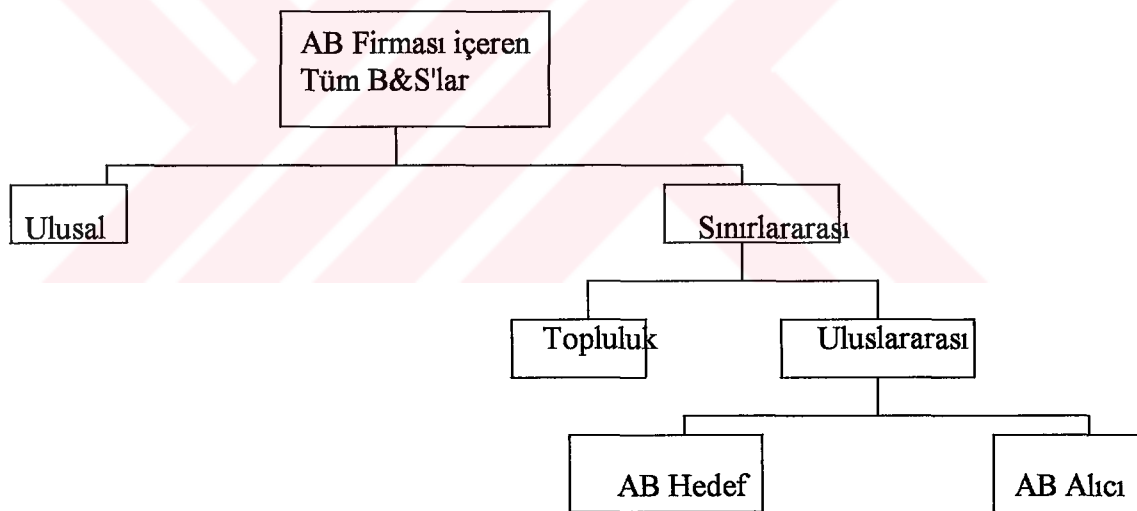 AB Firması içeren
Tüm B&S'lar
Ulusal
Sınırlararası
Topluluk
Uluslararası
AB Hedef
AB Alıcı